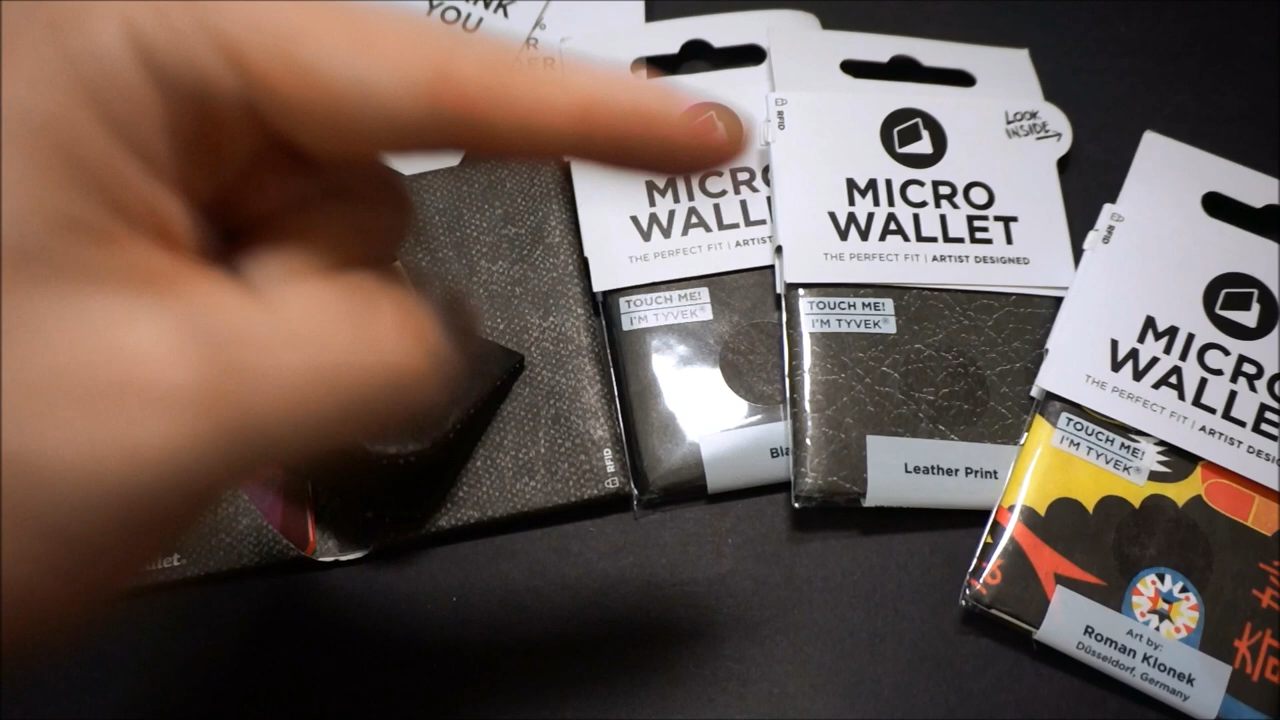 YOU
MICRO
WALL
THE PERFECT FIT | ARTIST
TOUCH ME!
I'M TYVEK®
RFID
RFID
LOOK
INSIDE
MICRO
WALLET
THE PERFECT FIT | ARTIST DESIGNED
TOUCH ME!
I'M TYVEK®
Leather Print
RFID
MICRO
WALLE
THE PERFECT FIT | ARTIST DESIG
TOUCH ME!
I'M TYVEK®
Art by:
Roman Klonek
Düsseldorf, Germany